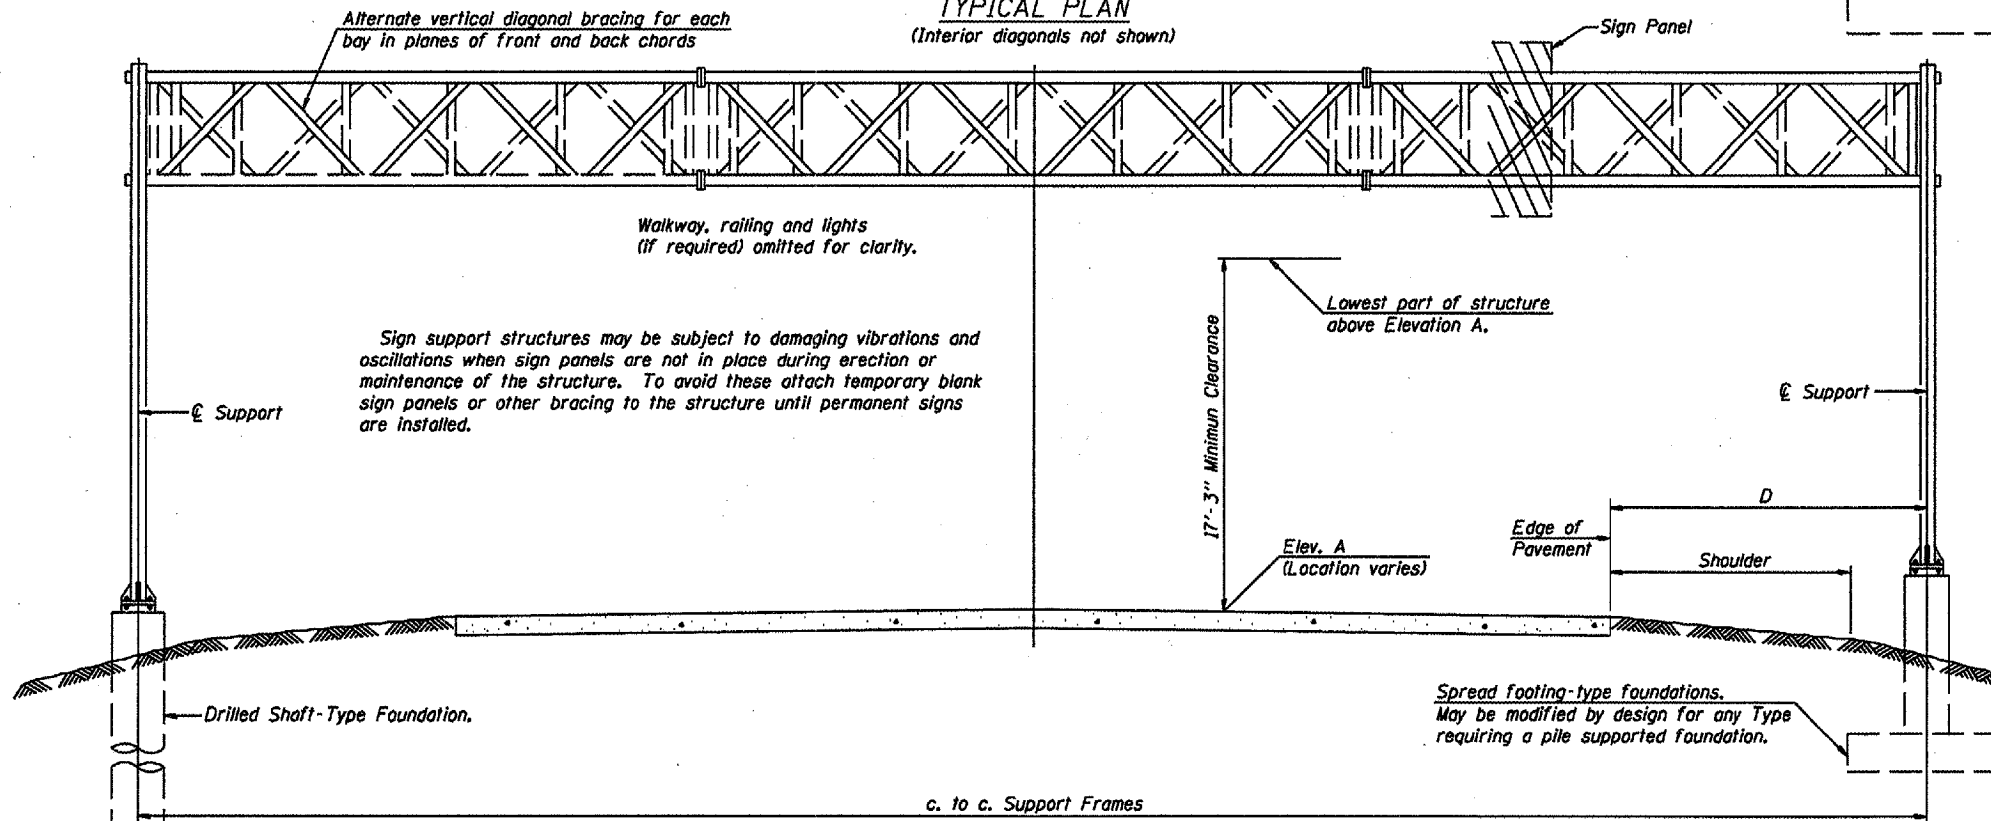 TYPICAL PLAN
(Interior diagonals not shown)
Alternate vertical diagonal bracing for each
bay in planes of front and back chords
Sign Panel
Walkway, railing and lights
(if required) omitted for clarity.
Lowest part of structure
above Elevation A.
17'-3" Minimun Clearance
Sign support structures may be subject to damaging vibrations and
oscillations when sign panels are not in place during erection or
maintenance of the structure. To avoid these attach temporary blank
sign panels or other bracing to the structure until permanent signs
are installed.
℄ Support
℄ Support
D
Edge of
Pavement
Shoulder
Elev. A
(Location varies)
Drilled Shaft-Type Foundation.
Spread footing-type foundations.
May be modified by design for any Type
requiring a pile supported foundation.
c. to c. Support Frames